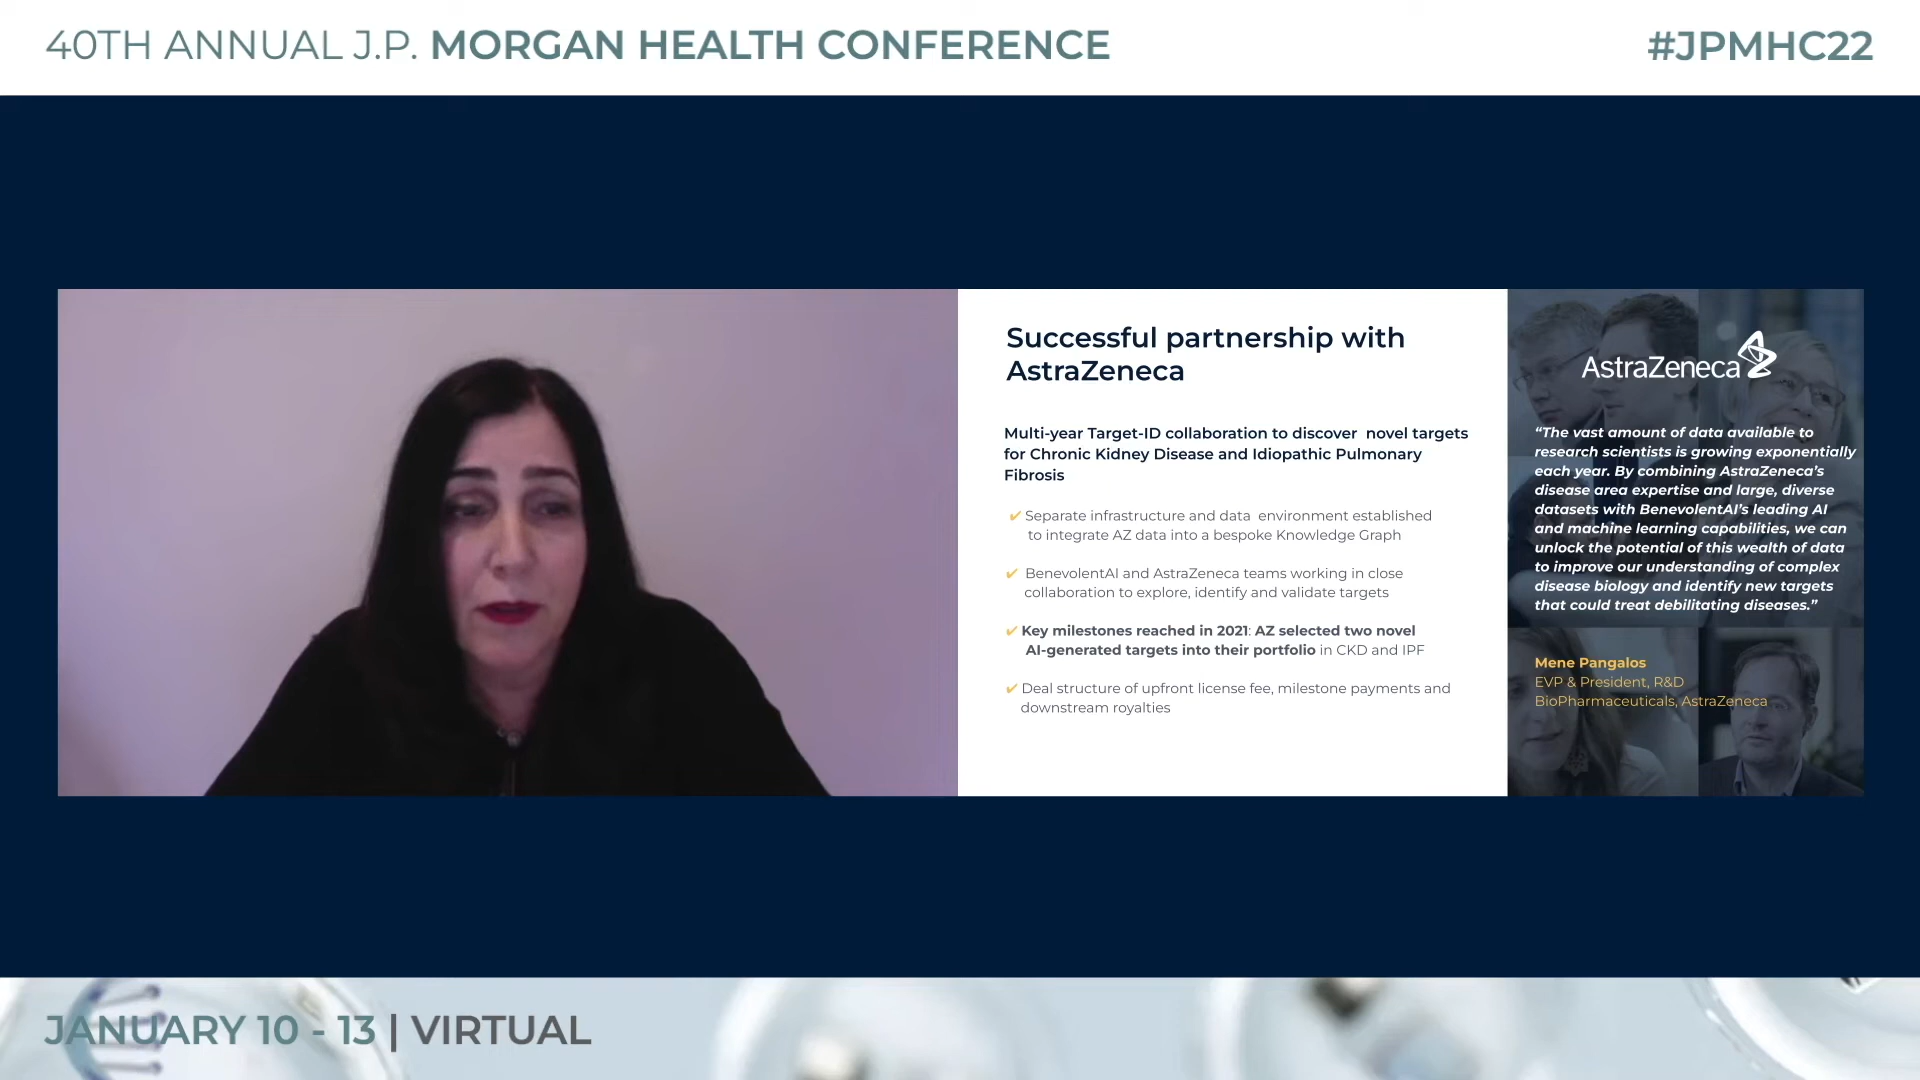 40TH ANNUAL J.P. MORGAN HEALTH CONFERENCE
#JPMHC22
Successful partnership with
AstraZeneca
Multi-year Target-ID collaboration to discover novel targets
for Chronic Kidney Disease and Idiopathic Pulmonary
Fibrosis
✔ Separate infrastructure and data environment established
to integrate AZ data into a bespoke Knowledge Graph
✔ BenevolentAI and AstraZeneca teams working in close
collaboration to explore, identify and validate targets
✔ Key milestones reached in 2021: AZ selected two novel
AI-generated targets into their portfolio in CKD and IPF
✔ Deal structure of upfront license fee, milestone payments and
downstream royalties
AstraZeneca
“The vast amount of data available to
research scientists is growing exponentially
each year. By combining AstraZeneca’s
disease area expertise and large, diverse
datasets with BenevolentAI’s leading AI
and machine learning capabilities, we can
unlock the potential of this wealth of data
to improve our understanding of complex
disease biology and identify new targets
that could treat debilitating diseases.”
Mene Pangalos
EVP & President, R&D
BioPharmaceuticals, AstraZeneca
JANUARY 10 - 13 | VIRTUAL